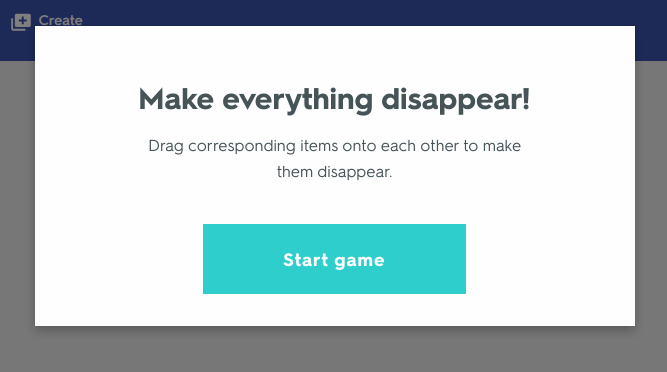 Create
Make everything disappear!
Drag corresponding items onto each other to make
them disappear.
Start game